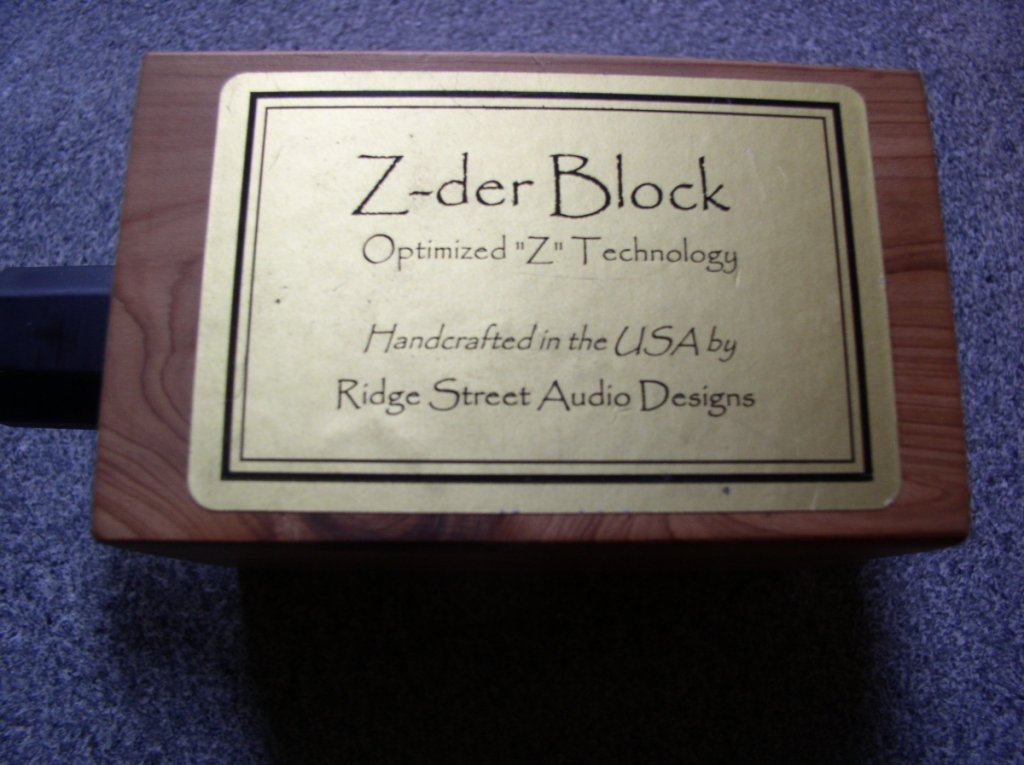 Z-der Block
Optimized "Z" Technology
Handcrafted in the USA by
Ridge Street Audio Designs